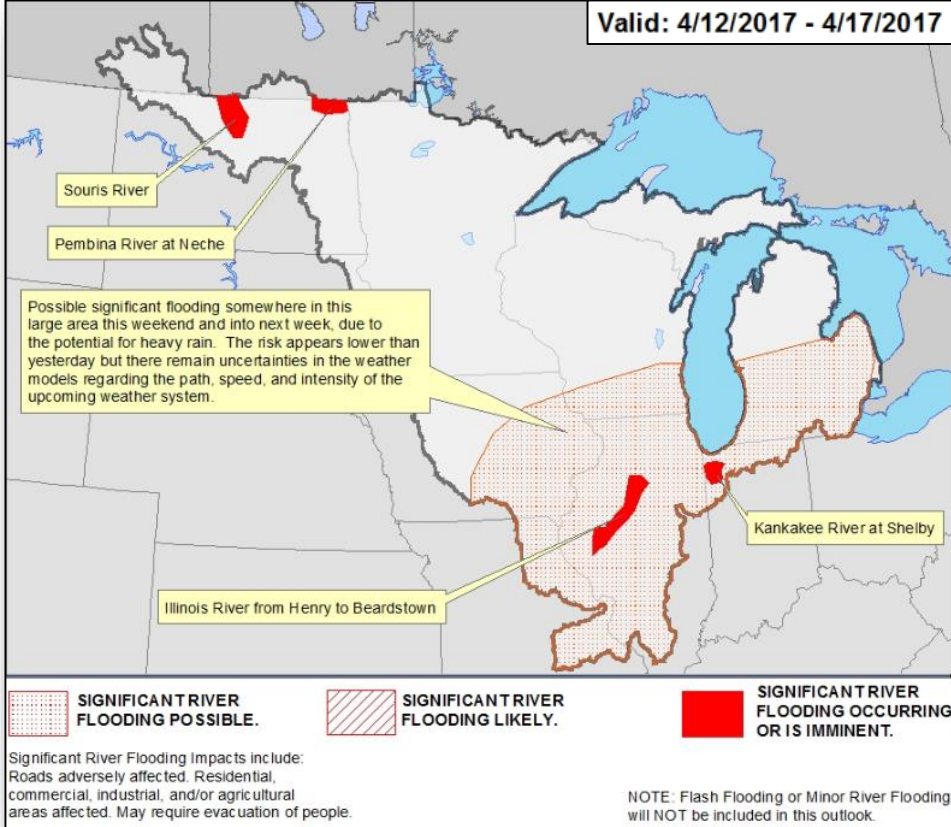 Valid: 4/12/2017 - 4/17/2017
Souris River
Pembina River at Neche
Possible significant flooding somewhere in this
large area this weekend and into next week, due to
the potential for heavy rain. The risk appears lower than
yesterday but there remain uncertainties in the weather
models regarding the path, speed, and intensity of the
upcoming weather system.
Kankakee River at Shelby
Illinois River from Henry to Beardstown
SIGNIFICANT RIVER
FLOODING POSSIBLE.
SIGNIFICANT RIVER
FLOODING LIKELY.
SIGNIFICANT RIVER
FLOODING OCCURRING
OR IS IMMINENT.
Significant River Flooding Impacts include:
Roads adversely affected. Residential,
commercial, industrial, and/or agricultural
areas affected. May require evacuation of people.
NOTE: Flash Flooding or Minor River Flooding
will NOT be included in this outlook.